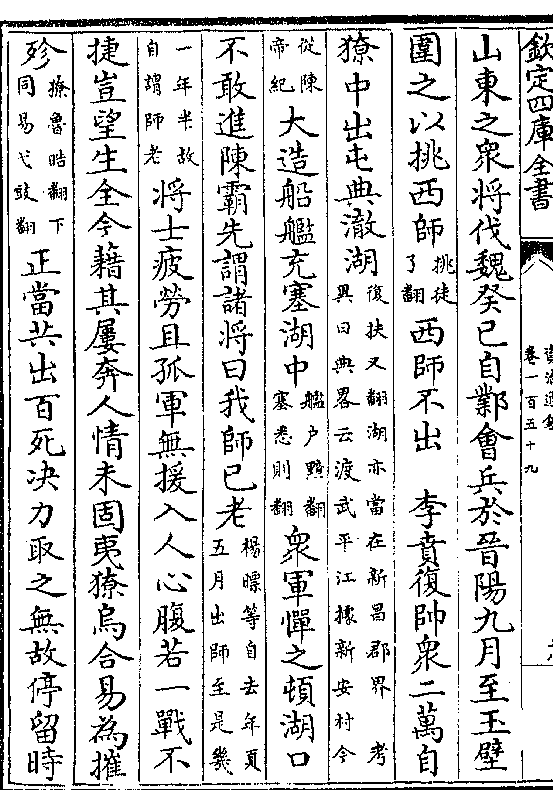 欽定四庫全書
卷一百五十九
山東之衆將伐魏癸巳自鄴會兵於晉陽九月至玉壁
圍之以挑西師挑徒了翻西師不出　李賁復帥衆二萬自
獠中出屯典澈湖復扶又翻湖亦當在新昌郡界　考異曰典畧云渡武平江據新安村今
從陳帝紀大造船艦充塞湖中艦户黯翻塞悉則翻衆軍憚之頓湖口
不敢進陳霸先謂諸將曰我師已老楊㬓等自去年夏五月出師至是幾
一年半故自謂師老將士疲勞且孤軍無援入人心腹若一戰不
捷豈望生全今藉其屢奔人情未固夷獠烏合易為摧
殄獠魯晧翻下同易弋豉翻正當共出百死决力取之無故停留時